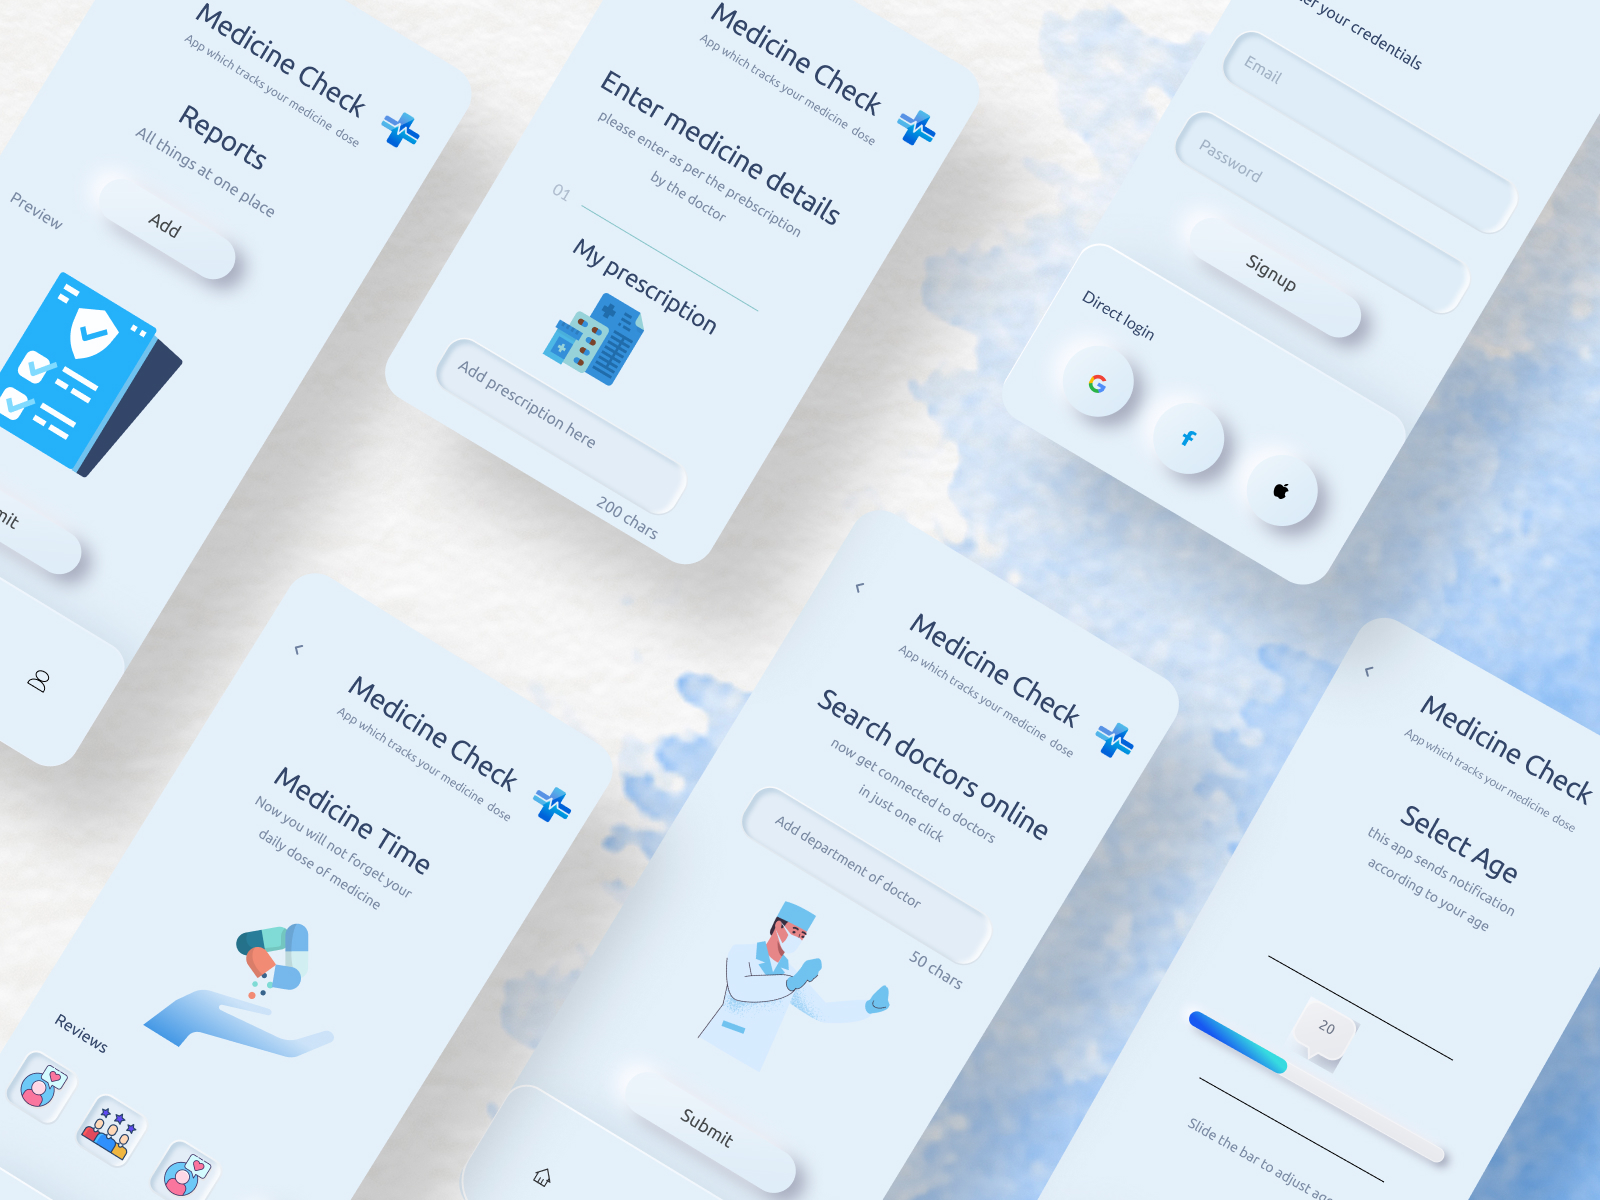 Medicine Check
App which tracks your medicine dose
Reports
All things at one place
Add
Preview
Medicine Check
App which tracks your medicine dose
Enter medicine details
please enter as per the prebscription
by the doctor
01
My prescription
Add prescription here
200 chars
your credentials
Email
Password
Signup
Direct login
Medicine Check
App which tracks your medicine dose
Medicine Time
Now you will not forget your
daily dose of medicine
Reviews
Medicine Check
App which tracks your medicine dose
Search doctors online
now get connected to doctors
in just one click
Add department of doctor
50 chars
Submit
Medicine Check
App which tracks your medicine dose
Select Age
this app sends notification
according to your age
20
Slide the bar to adjust